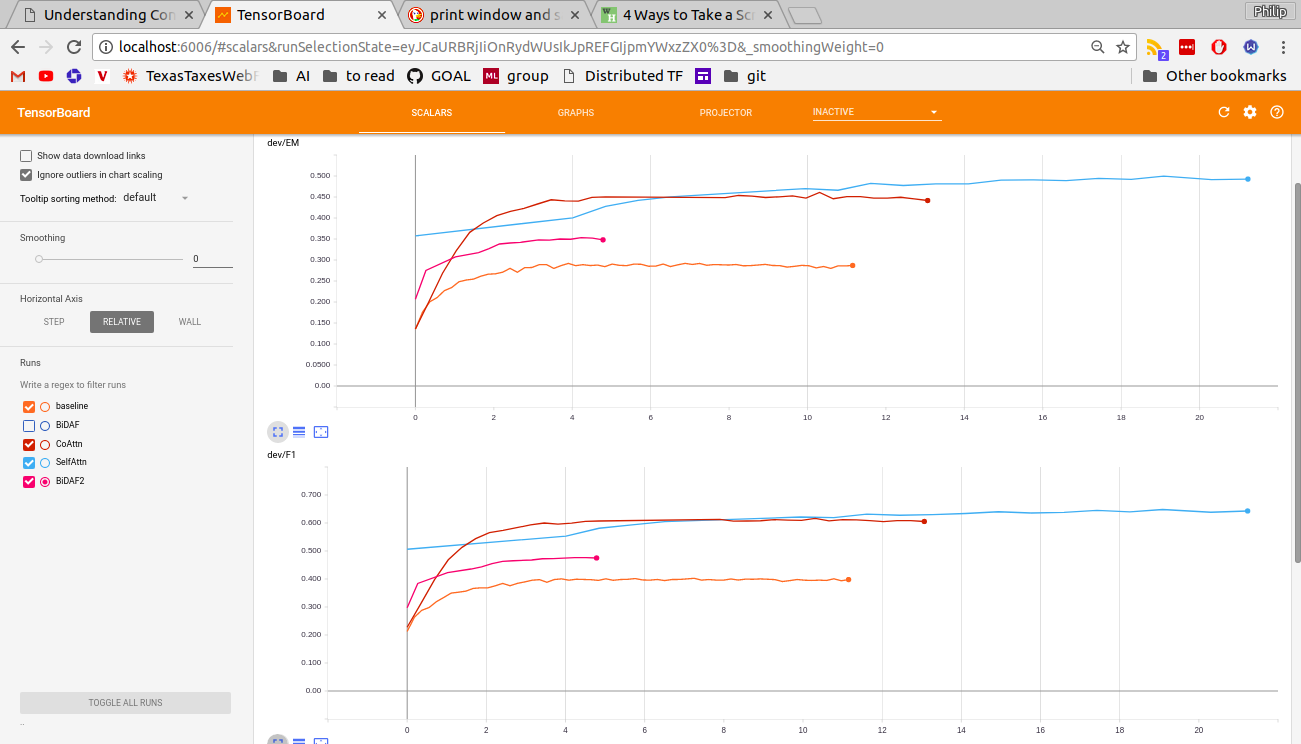 Understanding Con
TensorBoard
print window and s
4 Ways to Take a Scr
Philip
localhost:6006/#scalars&runSelectionState=eyJCaURBRjIiOnRydWUsIkJpREFGIjpmYWxzZX0%3D&_smoothingWeight=0
2
TexasTaxesWebF
AI
to read
GOAL
ML group
Distributed TF
git
Other bookmarks
TensorBoard
SCALARS
GRAPHS
PROJECTOR
INACTIVE
Show data download links
Ignore outliers in chart scaling
Tooltip sorting method: default
Smoothing
0
Horizontal Axis
STEP RELATIVE WALL
Runs
Write a regex to filter runs
baseline
BiDAF
CoAttn
SelfAttn
BiDAF2
TOGGLE ALL RUNS
..
dev/EM
0.500
0.450
0.400
0.350
0.300
0.250
0.200
0.150
0.100
0.0500
0.00
0 2 4 6 8 10 12 14 16 18 20
dev/F1
0.700
0.600
0.500
0.400
0.300
0.200
0.100
0.00
0 2 4 6 8 10 12 14 16 18 20